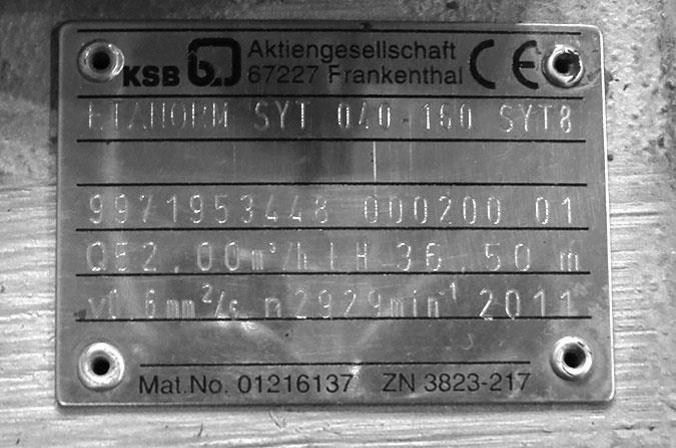 KSB Aktiengesellschaft CE
67227 Frankenthal
ETANORM SYT 040-160 SYT8
9971953448 000200 01
Q52,00m³/h H 36,50 m
ν0,6mm²/s n2929min⁻¹ 2011
Mat.No. 01216137 ZN 3823-217